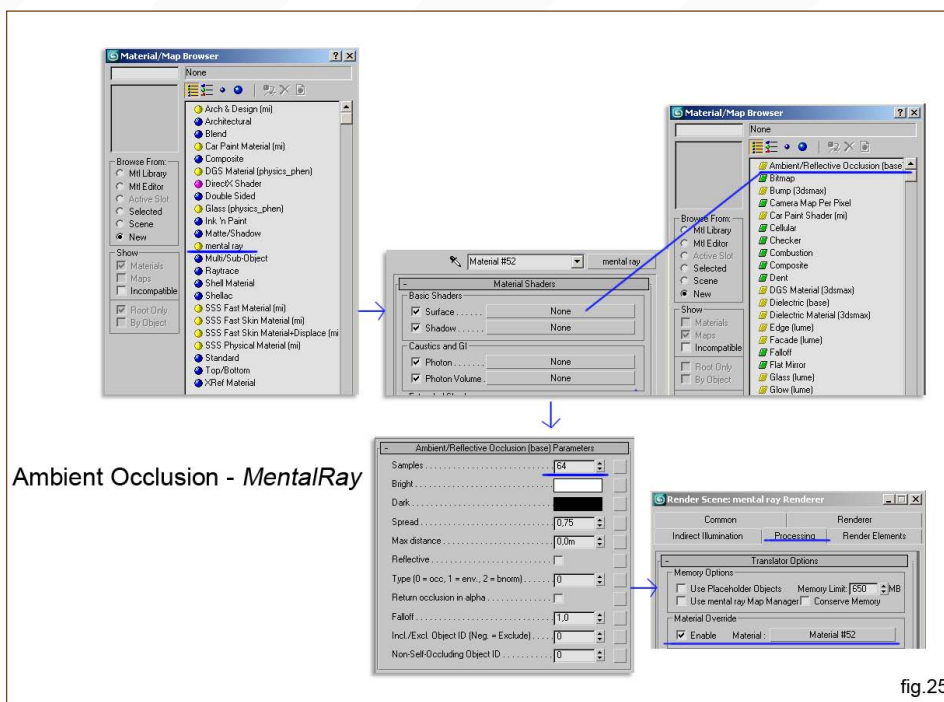 Material/Map Browser
None
Arch & Design (mi)
Architectural
Blend
Car Paint Material (mi)
Composite
DGS Material (physics_phen)
DirectX Shader
Double Sided
Glass (physics_phen)
Ink 'n Paint
Matte/Shadow
mental ray
Multi/Sub-Object
Raytrace
Shell Material
Shellac
SSS Fast Material (mi)
SSS Fast Skin Material (mi)
SSS Fast Skin Material+Displace (mi
SSS Physical Material (mi)
Standard
Top/Bottom
XRef Material
Browse From:
Mtl Library
Mtl Editor
Active Slot
Selected
Scene
New
Show
Materials
Maps
Incompatible
Root Only
By Object
Material #52
mental ray
Material Shaders
Basic Shaders
Surface . . . . . . None
Shadow . . . . . . None
Caustics and GI
Photon . . . . . . . None
Photon Volume . None
Material/Map Browser
None
Ambient/Reflective Occlusion (base)
Bitmap
Bump (3dsmax)
Camera Map Per Pixel
Car Paint Shader (mi)
Cellular
Checker
Combustion
Composite
Dent
DGS Material (3dsmax)
Dielectric (base)
Dielectric Material (3dsmax)
Edge (lume)
Facade (lume)
Falloff
Flat Mirror
Glass (lume)
Glow (lume)
Browse From:
Mtl Library
Mtl Editor
Active Slot
Selected
Scene
New
Show
Materials
Maps
Incompatible
Root Only
By Object
Ambient Occlusion - MentalRay
Ambient/Reflective Occlusion (base) Parameters
Samples 64
Bright
Dark
Spread 0,75
Max distance 0,0m
Reflective
Type (0 = occ, 1 = env., 2 = bnorm) 0
Return occlusion in alpha
Falloff 1,0
Incl./Excl. Object ID (Neg. = Exclude) 0
Non-Self-Occluding Object ID 0
Render Scene: mental ray Renderer
Common Renderer
Indirect Illumination Processing Render Elements
Translator Options
Memory Options
Use Placeholder Objects Memory Limit: 650 MB
Use mental ray Map Manager Conserve Memory
Material Override
Enable Material : Material #52
fig.25